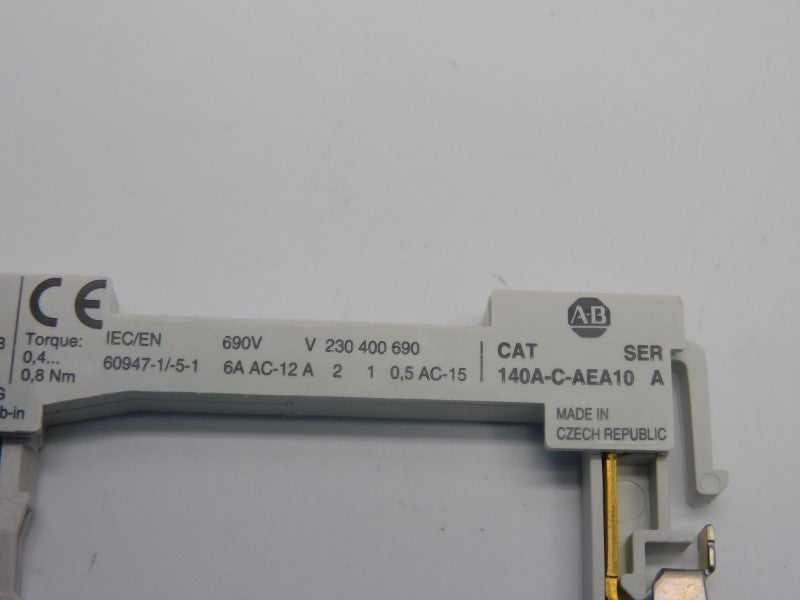 CE
Torque:
0,4...
0,8 Nm
b-in
IEC/EN
60947-1/-5-1
690V V 230 400 690
6A AC-12 A 2 1 0,5 AC-15
A-B
CAT SER
140A-C-AEA10 A
MADE IN
CZECH REPUBLIC